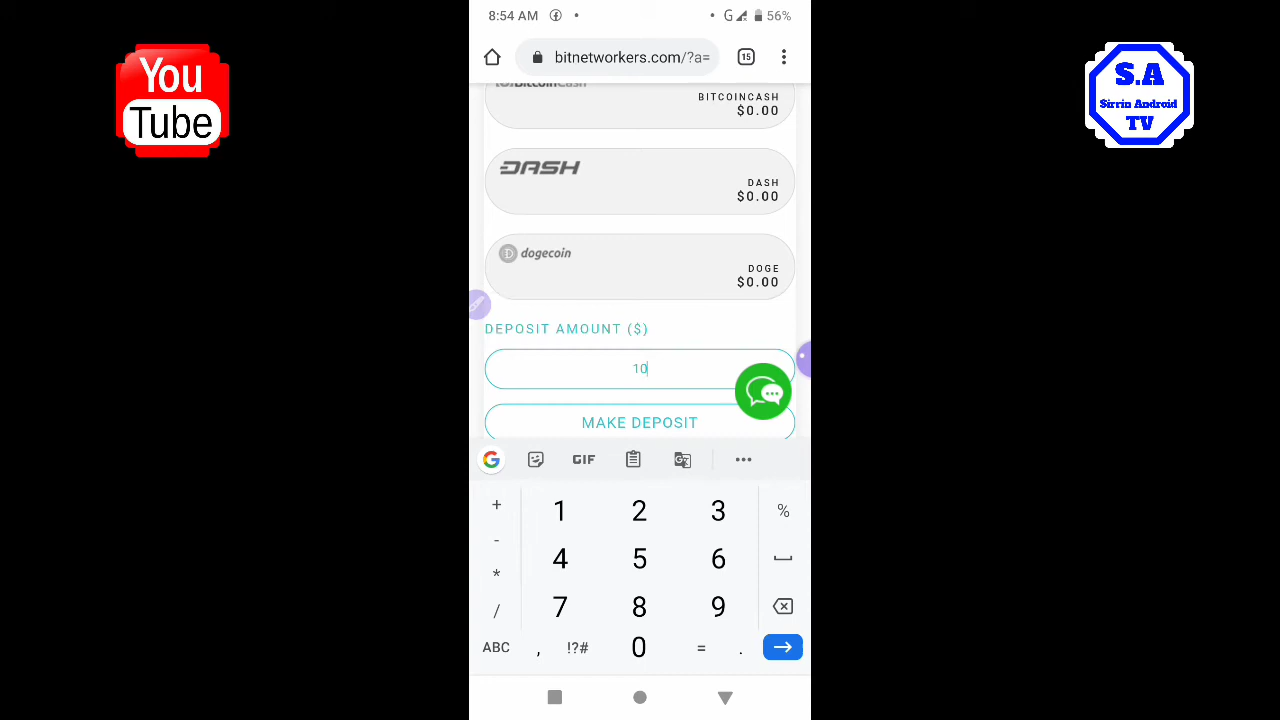 You
Tube
S.A
Sirrin Android
TV
8:54 AM
G
56%
bitnetworkers.com/?a=
15
BITCOINCASH
$0.00
DASH
DASH
$0.00
dogecoin
DOGE
$0.00
DEPOSIT AMOUNT ($)
10
MAKE DEPOSIT
G GIF
+ 1 2 3 %
- 4 5 6
* 7 8 9
/
ABC , !?# 0 = .